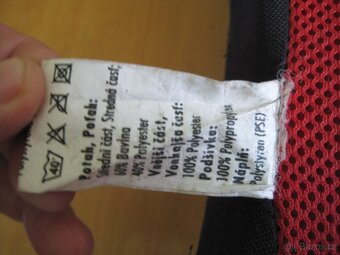 40
Poťah, Potah:
Střední část, Stredná časť:
60% Bavlna
40% Polyester
Vnější část,
Vonkajšia časť:
100% Polyester
Podšívka:
100% Polypropylen
Náplň:
Polystyren (PSE)